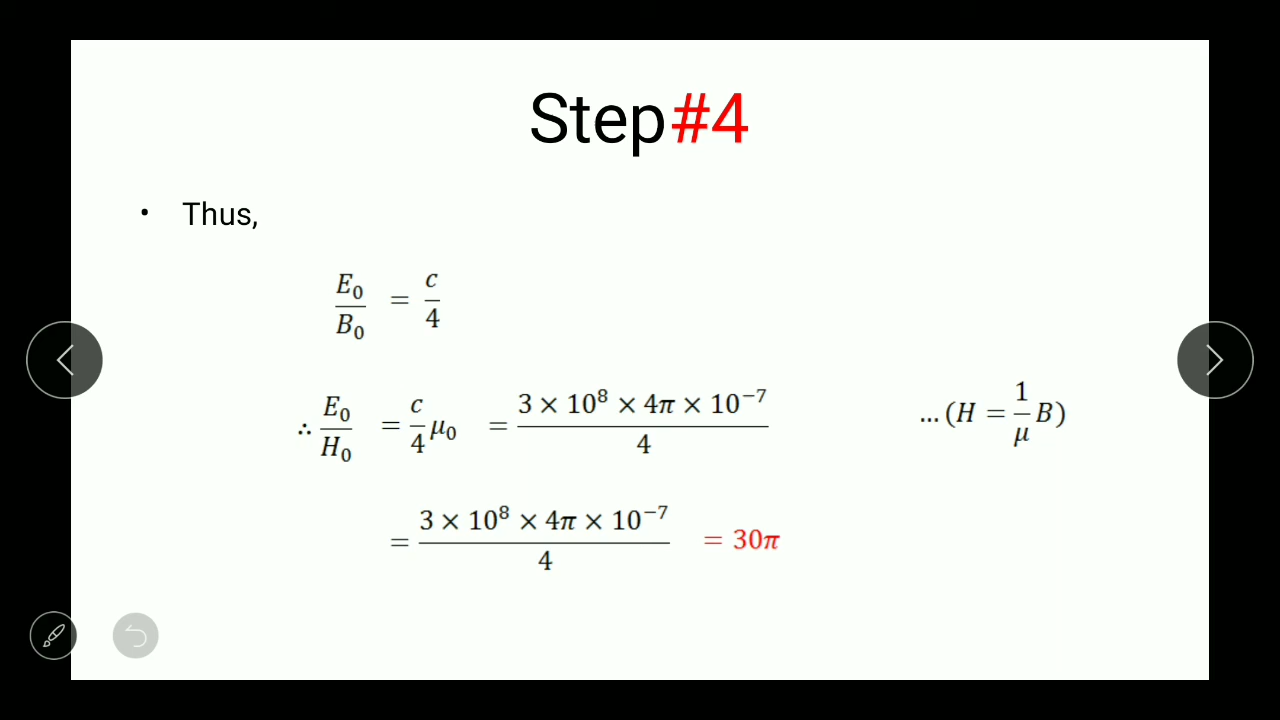 Step#4
• Thus,
E₀/B₀ = c/4
∴ E₀/H₀ = c/4 μ₀ = (3 × 10⁸ × 4π × 10⁻⁷)/4 ... (H = 1/μ B)
= (3 × 10⁸ × 4π × 10⁻⁷)/4 = 30π